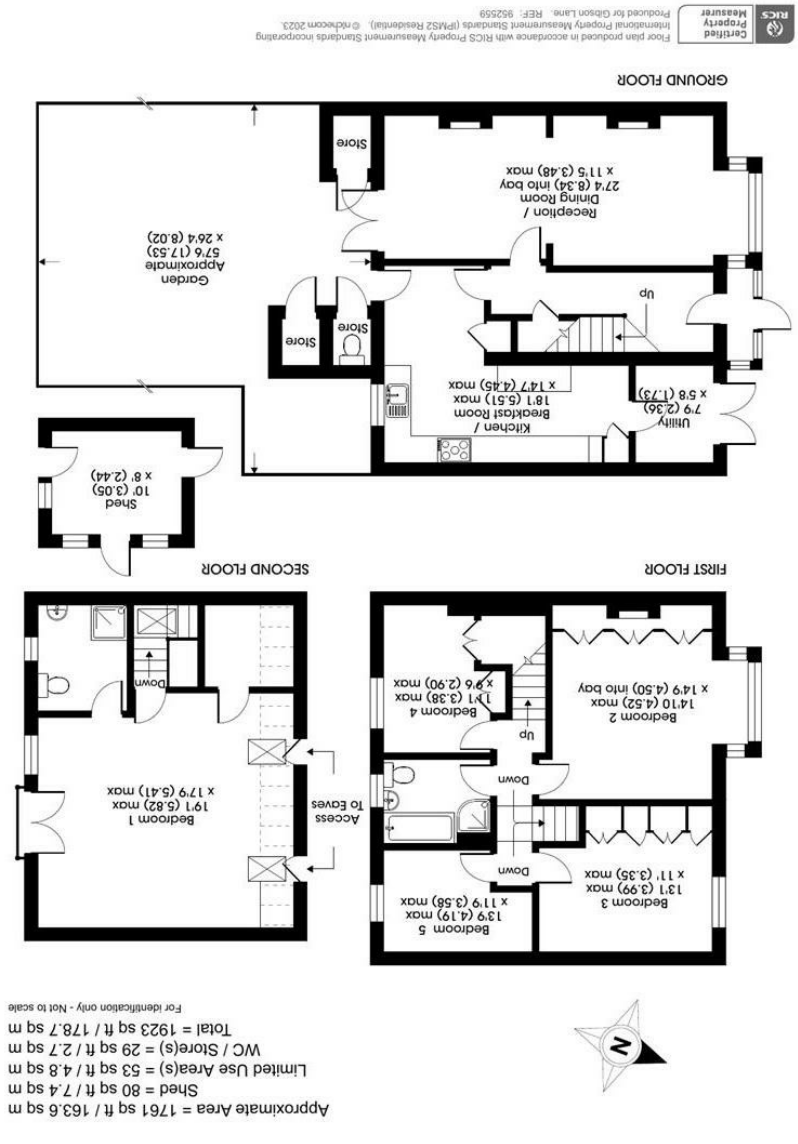 Approximate Area = 1761 sq ft / 163.6 sq m
Shed = 80 sq ft / 7.4 sq m
Limited Use Area(s) = 53 sq ft / 4.8 sq m
WC / Store(s) = 29 sq ft / 2.7 sq m
Total = 1923 sq ft / 178.7 sq m
For identification only - Not to scale
N
Bedroom 3
13'1 (3.99) max
x 11' (3.35) max
Down
Bedroom 5
13'9 (4.19) max
x 11'9 (3.58) max
Down
Bedroom 2
14'10 (4.52) max
x 14'9 (4.50) into bay
Up
Bedroom 4
11'1 (3.38) max
x 9'6 (2.90) max
FIRST FLOOR
Access
To Eaves
Bedroom 1
19'1 (5.82) max
x 17'9 (5.41) max
Down
SECOND FLOOR
Shed
10' (3.05)
x 8' (2.44)
Utility
7'9 (2.36)
x 5'8 (1.73)
Kitchen /
Breakfast Room
18'1 (5.51) max
x 14'7 (4.45) max
Up
Store
Store
Reception /
Dining Room
27'4 (8.34) into bay
x 11'5 (3.48) max
Store
Garden
Approximate
57'6 (17.53)
x 26'4 (8.02)
GROUND FLOOR
RICS
Certified
Property
Measurer
Floor plan produced in accordance with RICS Property Measurement Standards incorporating
International Property Measurement Standards (IPMS2 Residential). © nichecom 2023.
Produced for Gibson Lane. REF: 952559